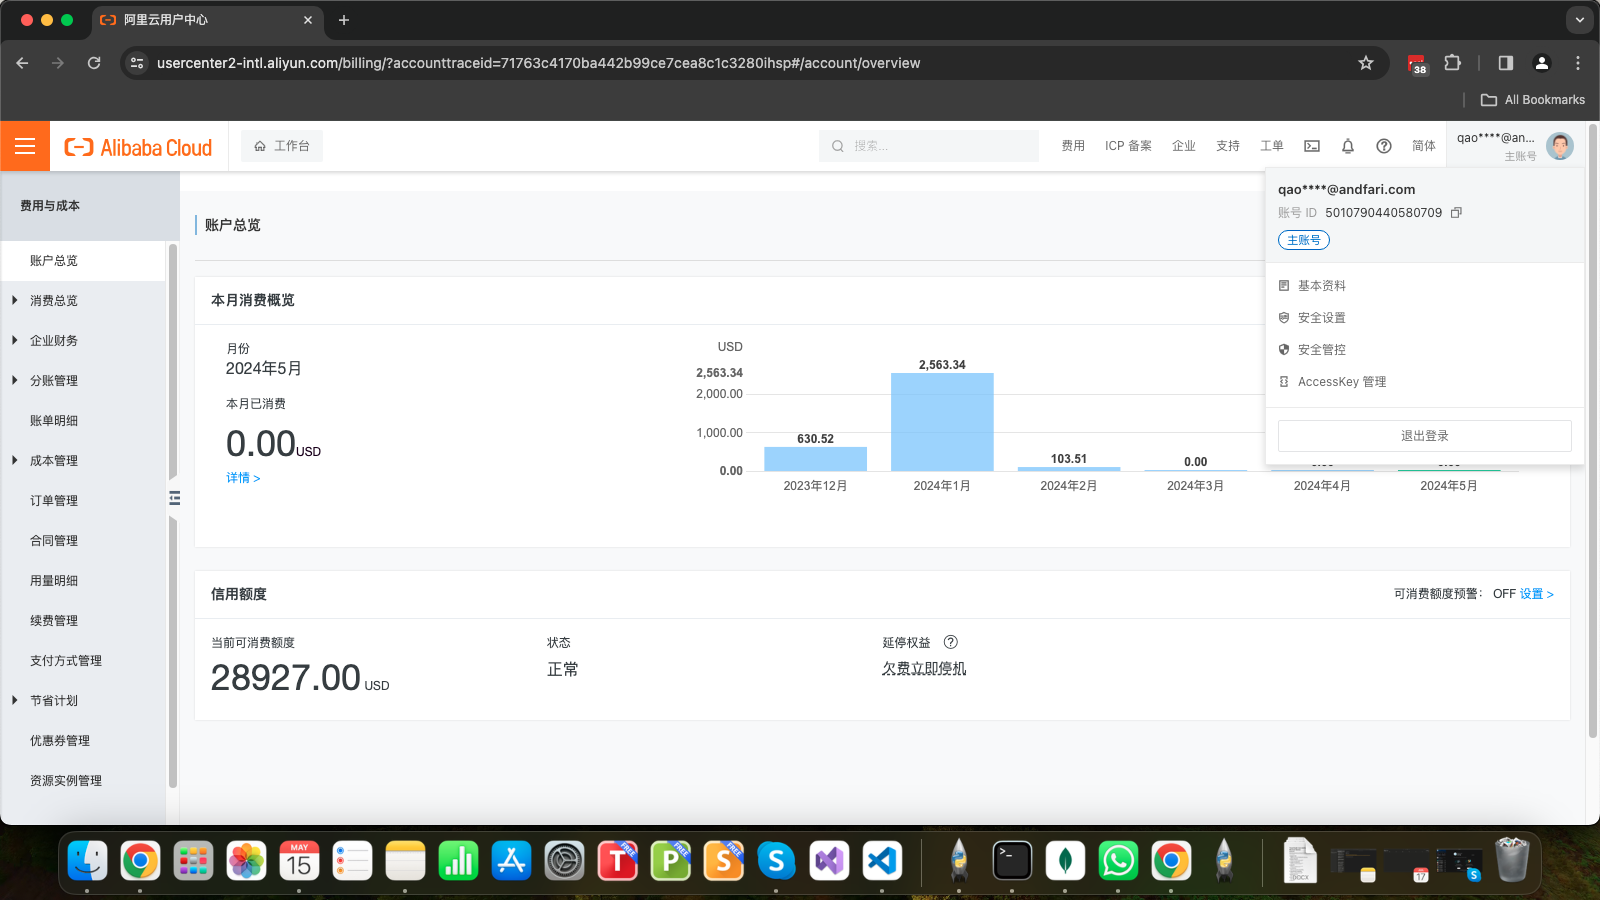 阿里云用户中心
usercenter2-intl.aliyun.com/billing/?accounttraceid=71763c4170ba442b99ce7cea8c1c3280ihsp#/account/overview
38
All Bookmarks
Alibaba Cloud
工作台
搜索...
费用
ICP 备案
企业
支持
工单
简体
qao****@an...
主账号
qao****@andfari.com
账号 ID 5010790440580709
主账号
基本资料
安全设置
安全管控
AccessKey 管理
退出登录
费用与成本
账户总览
消费总览
企业财务
分账管理
账单明细
成本管理
订单管理
合同管理
用量明细
续费管理
支付方式管理
节省计划
优惠券管理
资源实例管理
账户总览
本月消费概览
月份
2024年5月
本月已消费
0.00USD
详情 >
USD
2,563.34
2,000.00
1,000.00
0.00
630.52
2,563.34
103.51
0.00
2023年12月
2024年1月
2024年2月
2024年3月
2024年4月
2024年5月
信用额度
可消费额度预警： OFF 设置 >
当前可消费额度
28927.00 USD
状态
正常
延停权益
欠费立即停机
MAY
15
FREE
T
FREE
P
FREE
S
S
DOCX
17
S